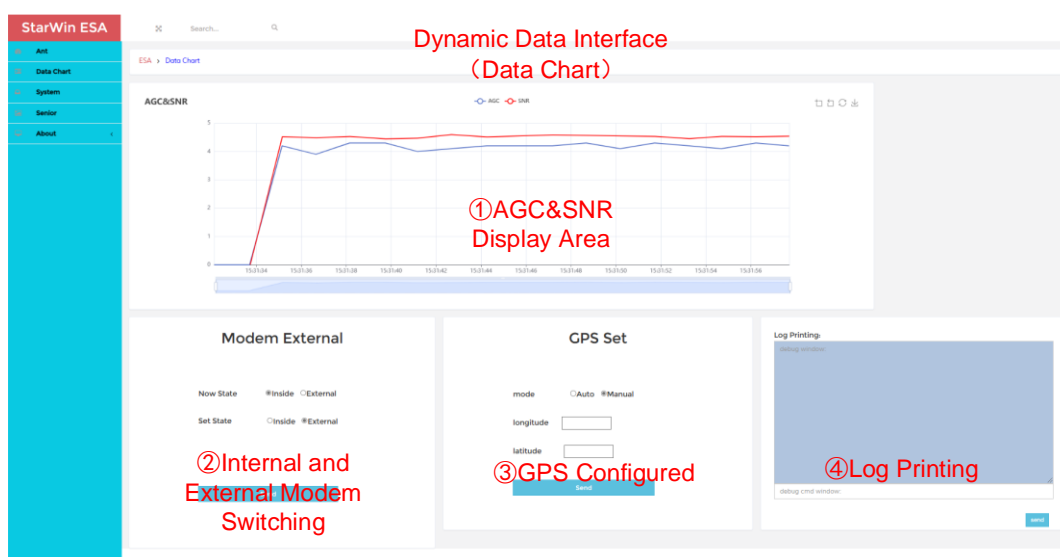 StarWin ESA
Search...
Dynamic Data Interface
（Data Chart）
Ant
Data Chart
System
Senior
About
ESA > Data Chart
AGC&SNR
AGC SNR
5
4
3
2
1
0
15:31:34 15:31:36 15:31:38 15:31:40 15:31:42 15:31:44 15:31:46 15:31:48 15:31:50 15:31:52 15:31:54 15:31:56
①AGC&SNR
Display Area
Modem External
Now State Inside External
Set State Inside External
②Internal and
External Modem
Switching
GPS Set
mode Auto Manual
longitude
latitude
③GPS Configured
Send
Log Printing:
debug window:
④Log Printing
debug cmd window:
send